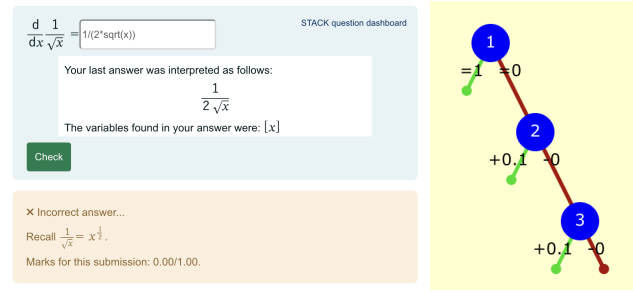 STACK question dashboard
d/dx 1/√x = 1/(2*sqrt(x))
Your last answer was interpreted as follows:
1/(2 √x)
The variables found in your answer were: [x]
Check
✕ Incorrect answer...
Recall 1/√x = x^(1/2).
Marks for this submission: 0.00/1.00.
1
=1 =0
2
+0.1 -0
3
+0.1 -0